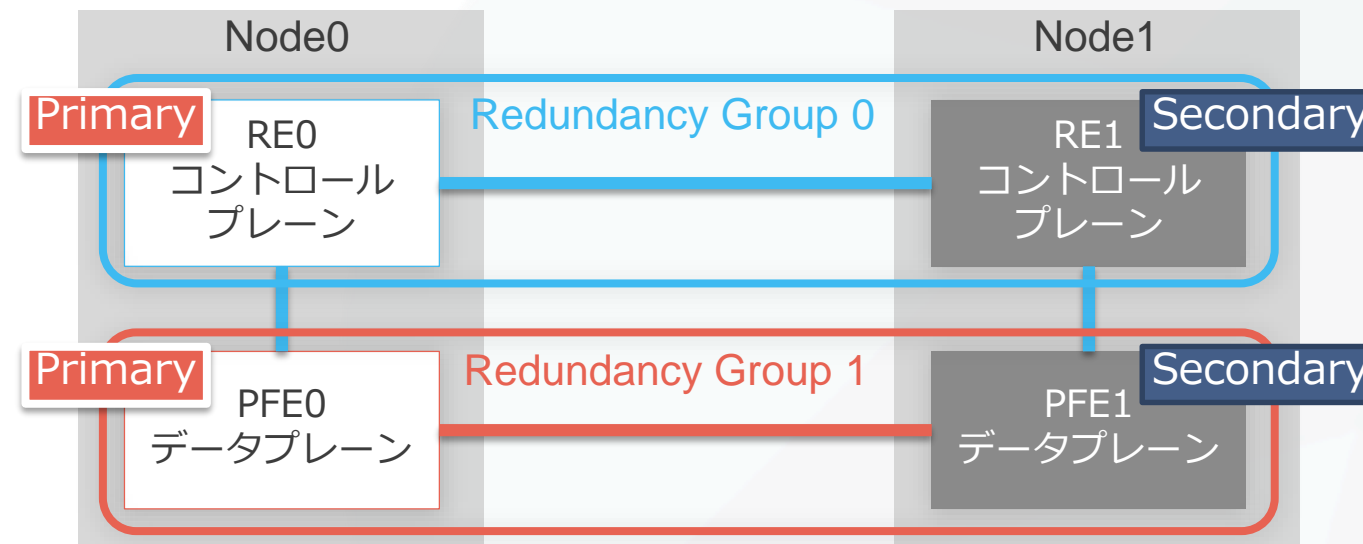 Node0
Node1
Primary
Redundancy Group 0
Secondary
RE0
コントロール
プレーン
RE1
コントロール
プレーン
Primary
Redundancy Group 1
Secondary
PFE0
データプレーン
PFE1
データプレーン